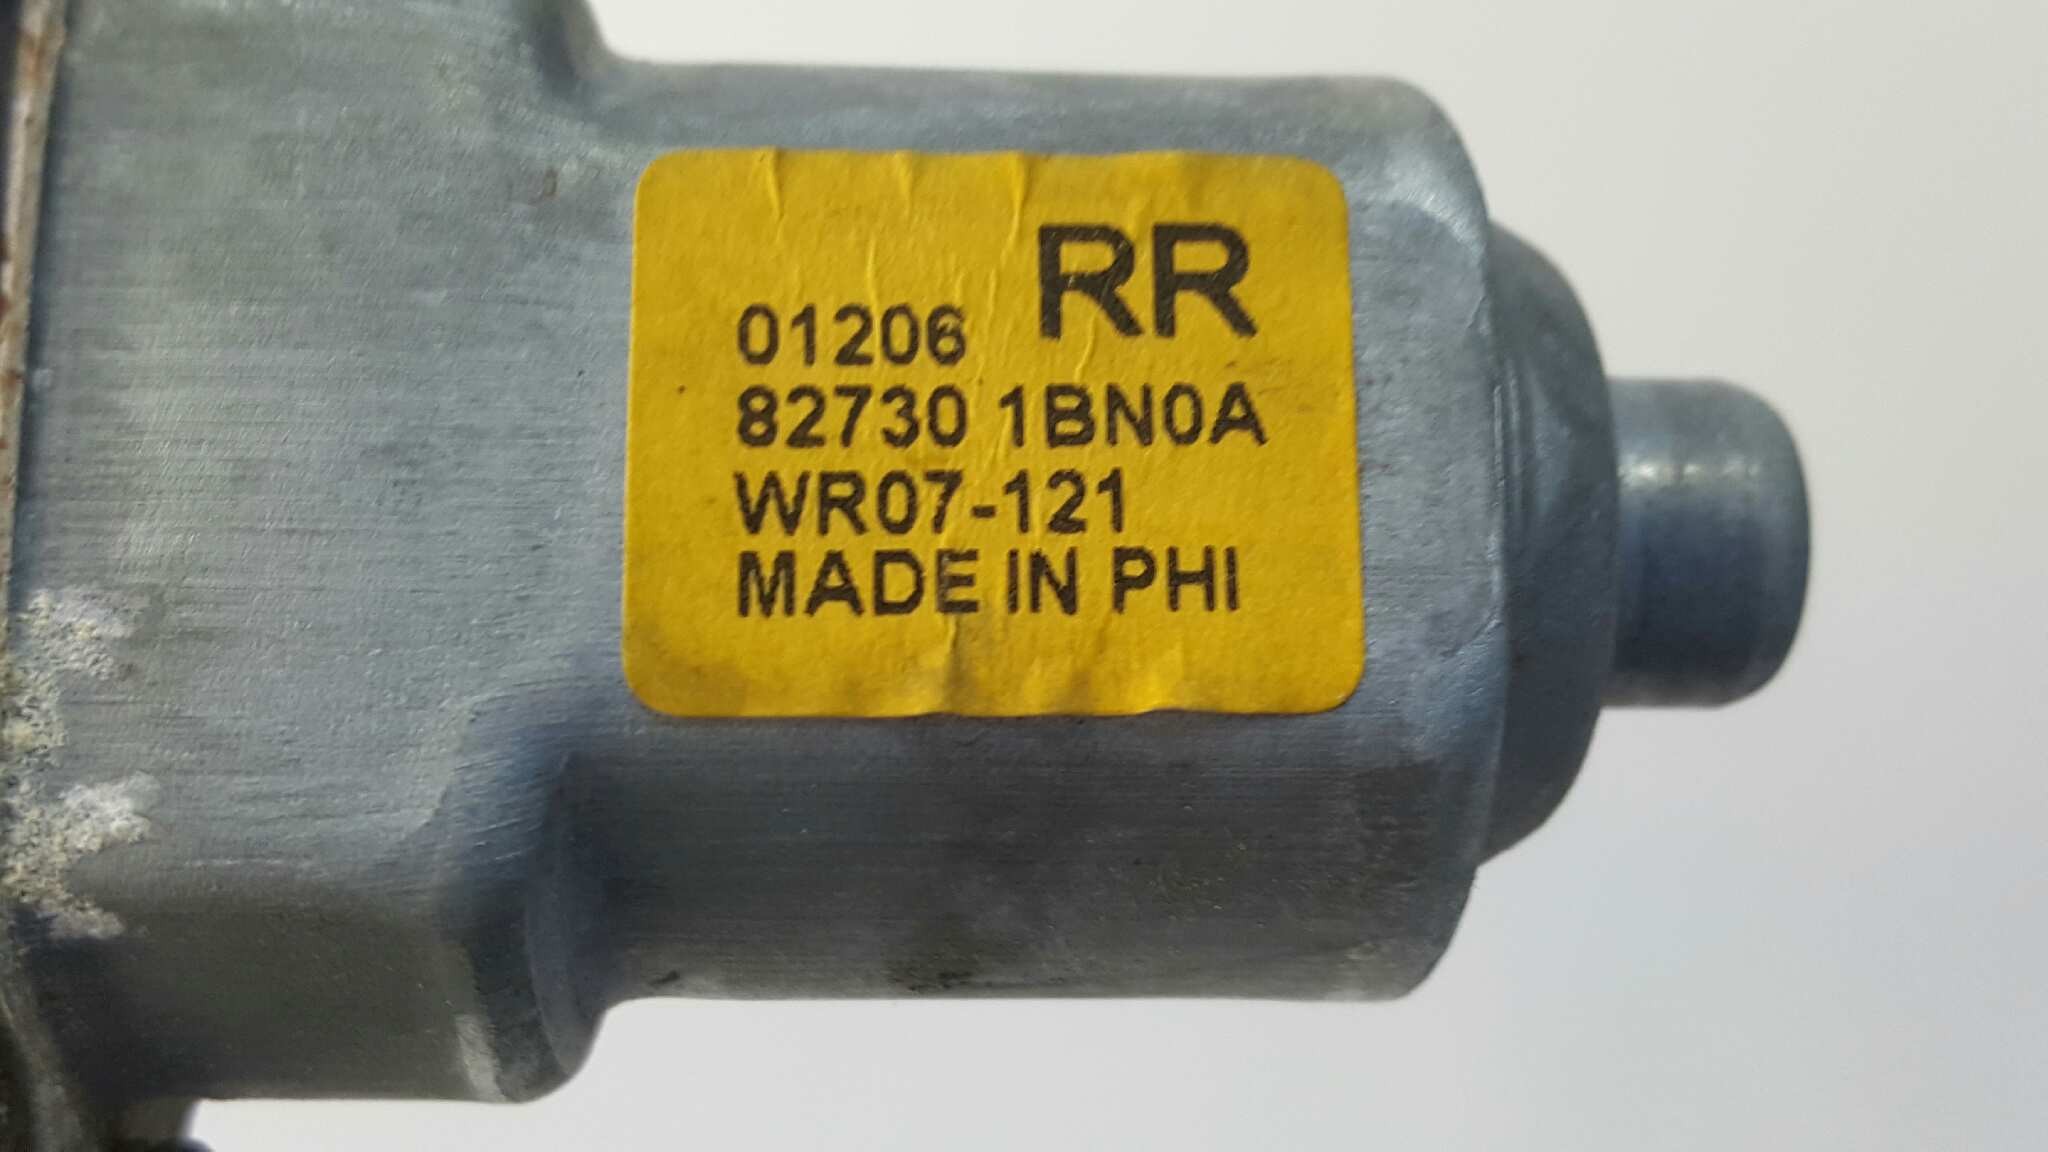 RR
01206
82730 1BN0A
WR07-121
MADE IN PHI